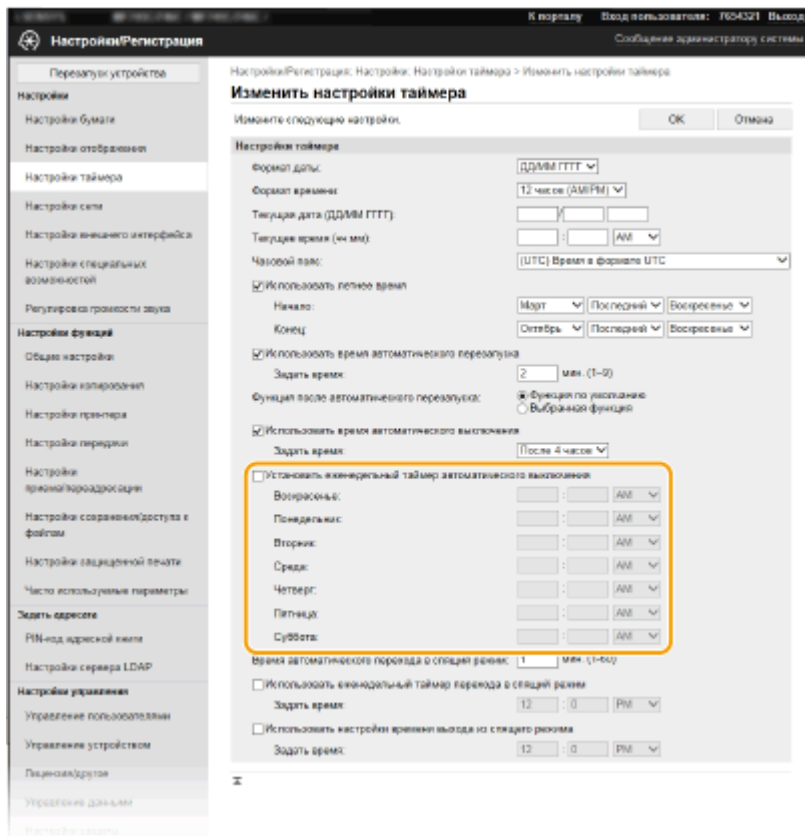 К порталу Вход пользователя: 7654321 Выход
Настройки/Регистрация
Сообщение администратору системы
Перезапуск устройства
Настройки
Настройки бумаги
Настройки отображения
Настройки таймера
Настройки сети
Настройки внешнего интерфейса
Настройки специальных
возможностей
Регулировка громкости звука
Настройки функций
Общие настройки
Настройки копирования
Настройки принтера
Настройки передачи
Настройки
приема/переадресации
Настройки сохранения/доступа к
файлам
Настройки защищенной печати
Часто используемые параметры
Задать адресата
PIN-код адресной книги
Настройки сервера LDAP
Настройки управления
Управление пользователями
Управление устройством
Лицензия/другое
Управление данными
Настройки/Регистрация: Настройки: Настройки таймера > Изменить настройки таймера
Изменить настройки таймера
Измените следующие настройки. OK Отмена
Настройки таймера
Формат даты: ДД/ММ ГГГГ
Формат времени: 12 часов (AM/PM)
Текущая дата (ДД/ММ ГГГГ): /
Текущее время (чч мм): : AM
Часовой пояс: (UTC) Время в формате UTC
Использовать летнее время
Начало: Март Последний Воскресенье
Конец: Октябрь Последний Воскресенье
Использовать время автоматического перезапуска
Задать время: 2 мин. (1-9)
Функция после автоматического перезапуска: Функция по умолчанию
Выбранная функция
Использовать время автоматического выключения
Задать время: После 4 часов
Установить еженедельный таймер автоматического выключения
Воскресенье: : AM
Понедельник: : AM
Вторник: : AM
Среда: : AM
Четверг: : AM
Пятница: : AM
Суббота: : AM
Время автоматического перехода в спящий режим: 1 мин. (1-60)
Использовать еженедельный таймер перехода в спящий режим
Задать время: 12 : 0 PM
Использовать настройки времени выхода из спящего режима
Задать время: 12 : 0 PM